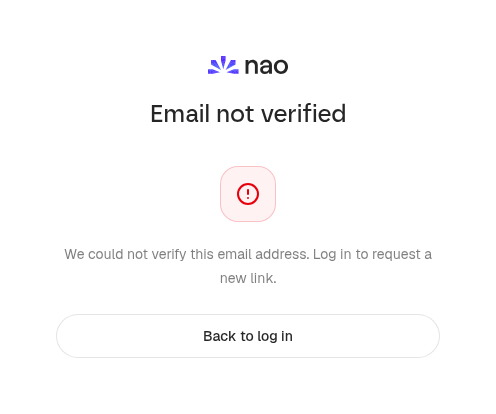 nao
Email not verified
We could not verify this email address. Log in to request a
new link.
Back to log in